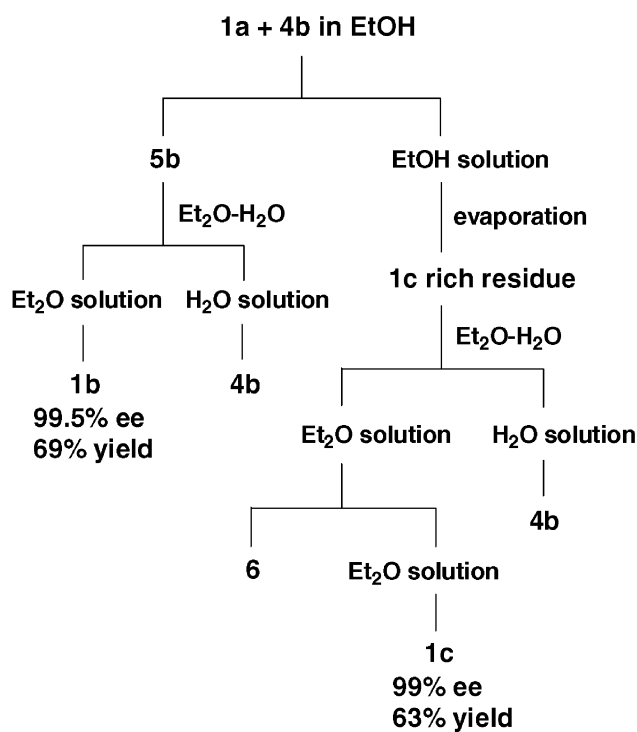 1a + 4b in EtOH
5b
EtOH solution
Et₂O-H₂O
evaporation
Et₂O solution
H₂O solution
1c rich residue
Et₂O-H₂O
1b
99.5% ee
69% yield
4b
Et₂O solution
H₂O solution
4b
6
Et₂O solution
1c
99% ee
63% yield